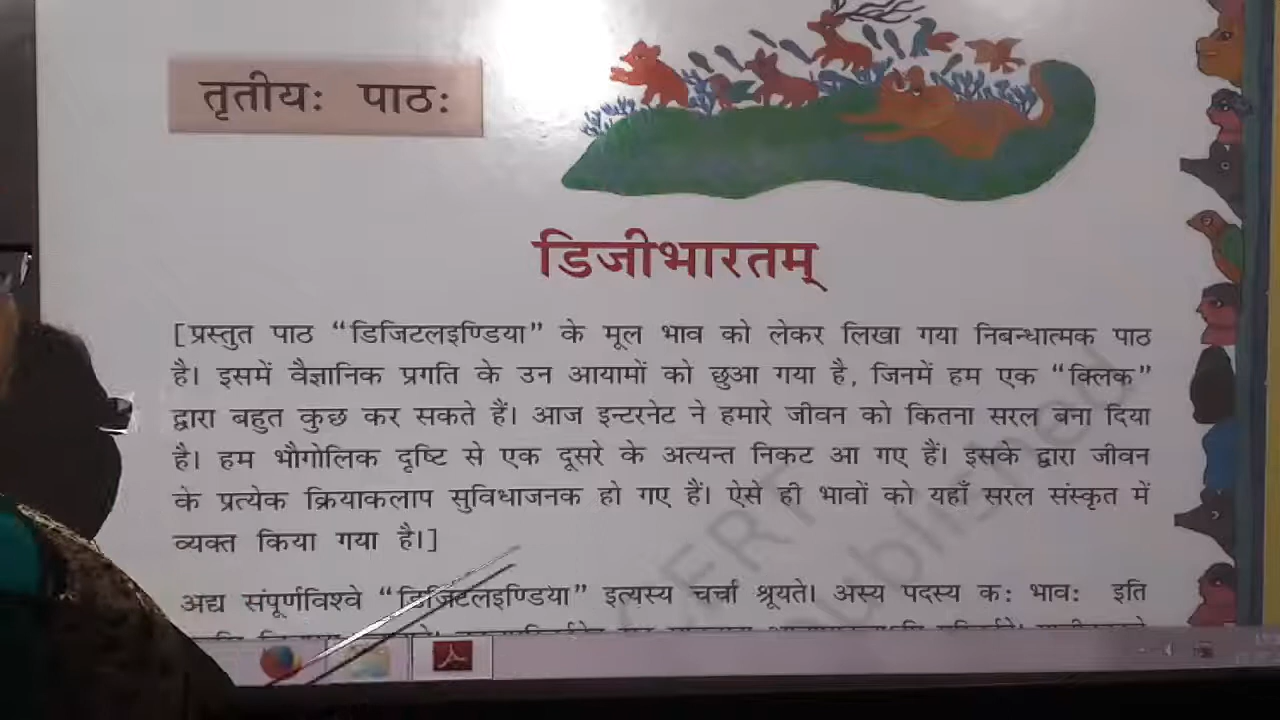 तृतीयः पाठः
डिजीभारतम्
[प्रस्तुत पाठ “डिजिटलइण्डिया” के मूल भाव को लेकर लिखा गया निबन्धात्मक पाठ
है। इसमें वैज्ञानिक प्रगति के उन आयामों को छुआ गया है, जिनमें हम एक “क्लिक”
द्वारा बहुत कुछ कर सकते हैं। आज इन्टरनेट ने हमारे जीवन को कितना सरल बना दिया
है। हम भौगोलिक दृष्टि से एक दूसरे के अत्यन्त निकट आ गए हैं। इसके द्वारा जीवन
के प्रत्येक क्रियाकलाप सुविधाजनक हो गए हैं। ऐसे ही भावों को यहाँ सरल संस्कृत में
व्यक्त किया गया है।]
अद्य संपूर्णविश्वे “डिजिटलइण्डिया” इत्यस्य चर्चा श्रूयते। अस्य पदस्य कः भावः इति